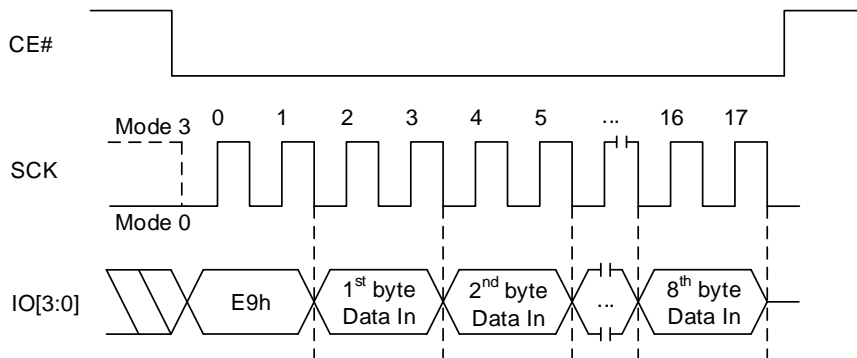 CE#
0 1 2 3 4 5 ... 16 17
Mode 3
SCK
Mode 0
IO[3:0]
E9h
1st byte
Data In
2nd byte
Data In
...
8th byte
Data In